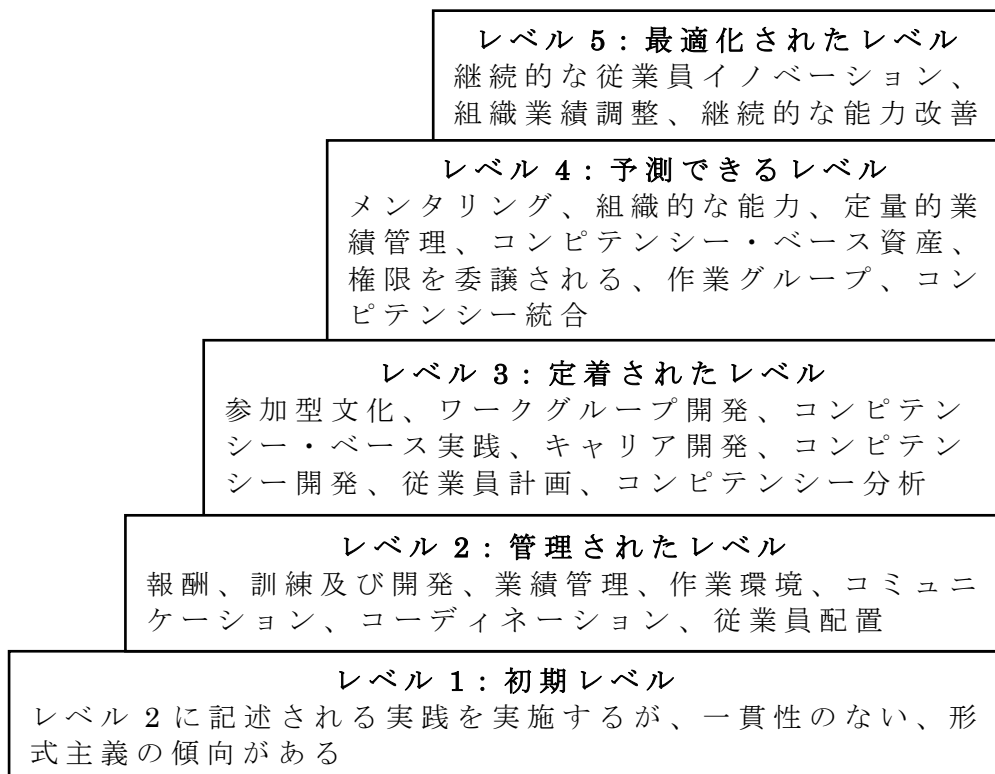 レベル 5：最適化されたレベル
継続的な従業員イノベーション、
組織業績調整、継続的な能力改善
レベル 4：予測できるレベル
メンタリング、組織的な能力、定量的業
績管理、コンピテンシー・ベース資産、
権限を委譲される、作業グループ、コン
ピテンシー統合
レベル 3：定着されたレベル
参加型文化、ワークグループ開発、コンピテン
シー・ベース実践、キャリア開発、コンピテン
シー開発、従業員計画、コンピテンシー分析
レベル 2：管理されたレベル
報酬、訓練及び開発、業績管理、作業環境、コミュニ
ケーション、コーディネーション、従業員配置
レベル 1：初期レベル
レベル 2 に記述される実践を実施するが、一貫性のない、形
式主義の傾向がある